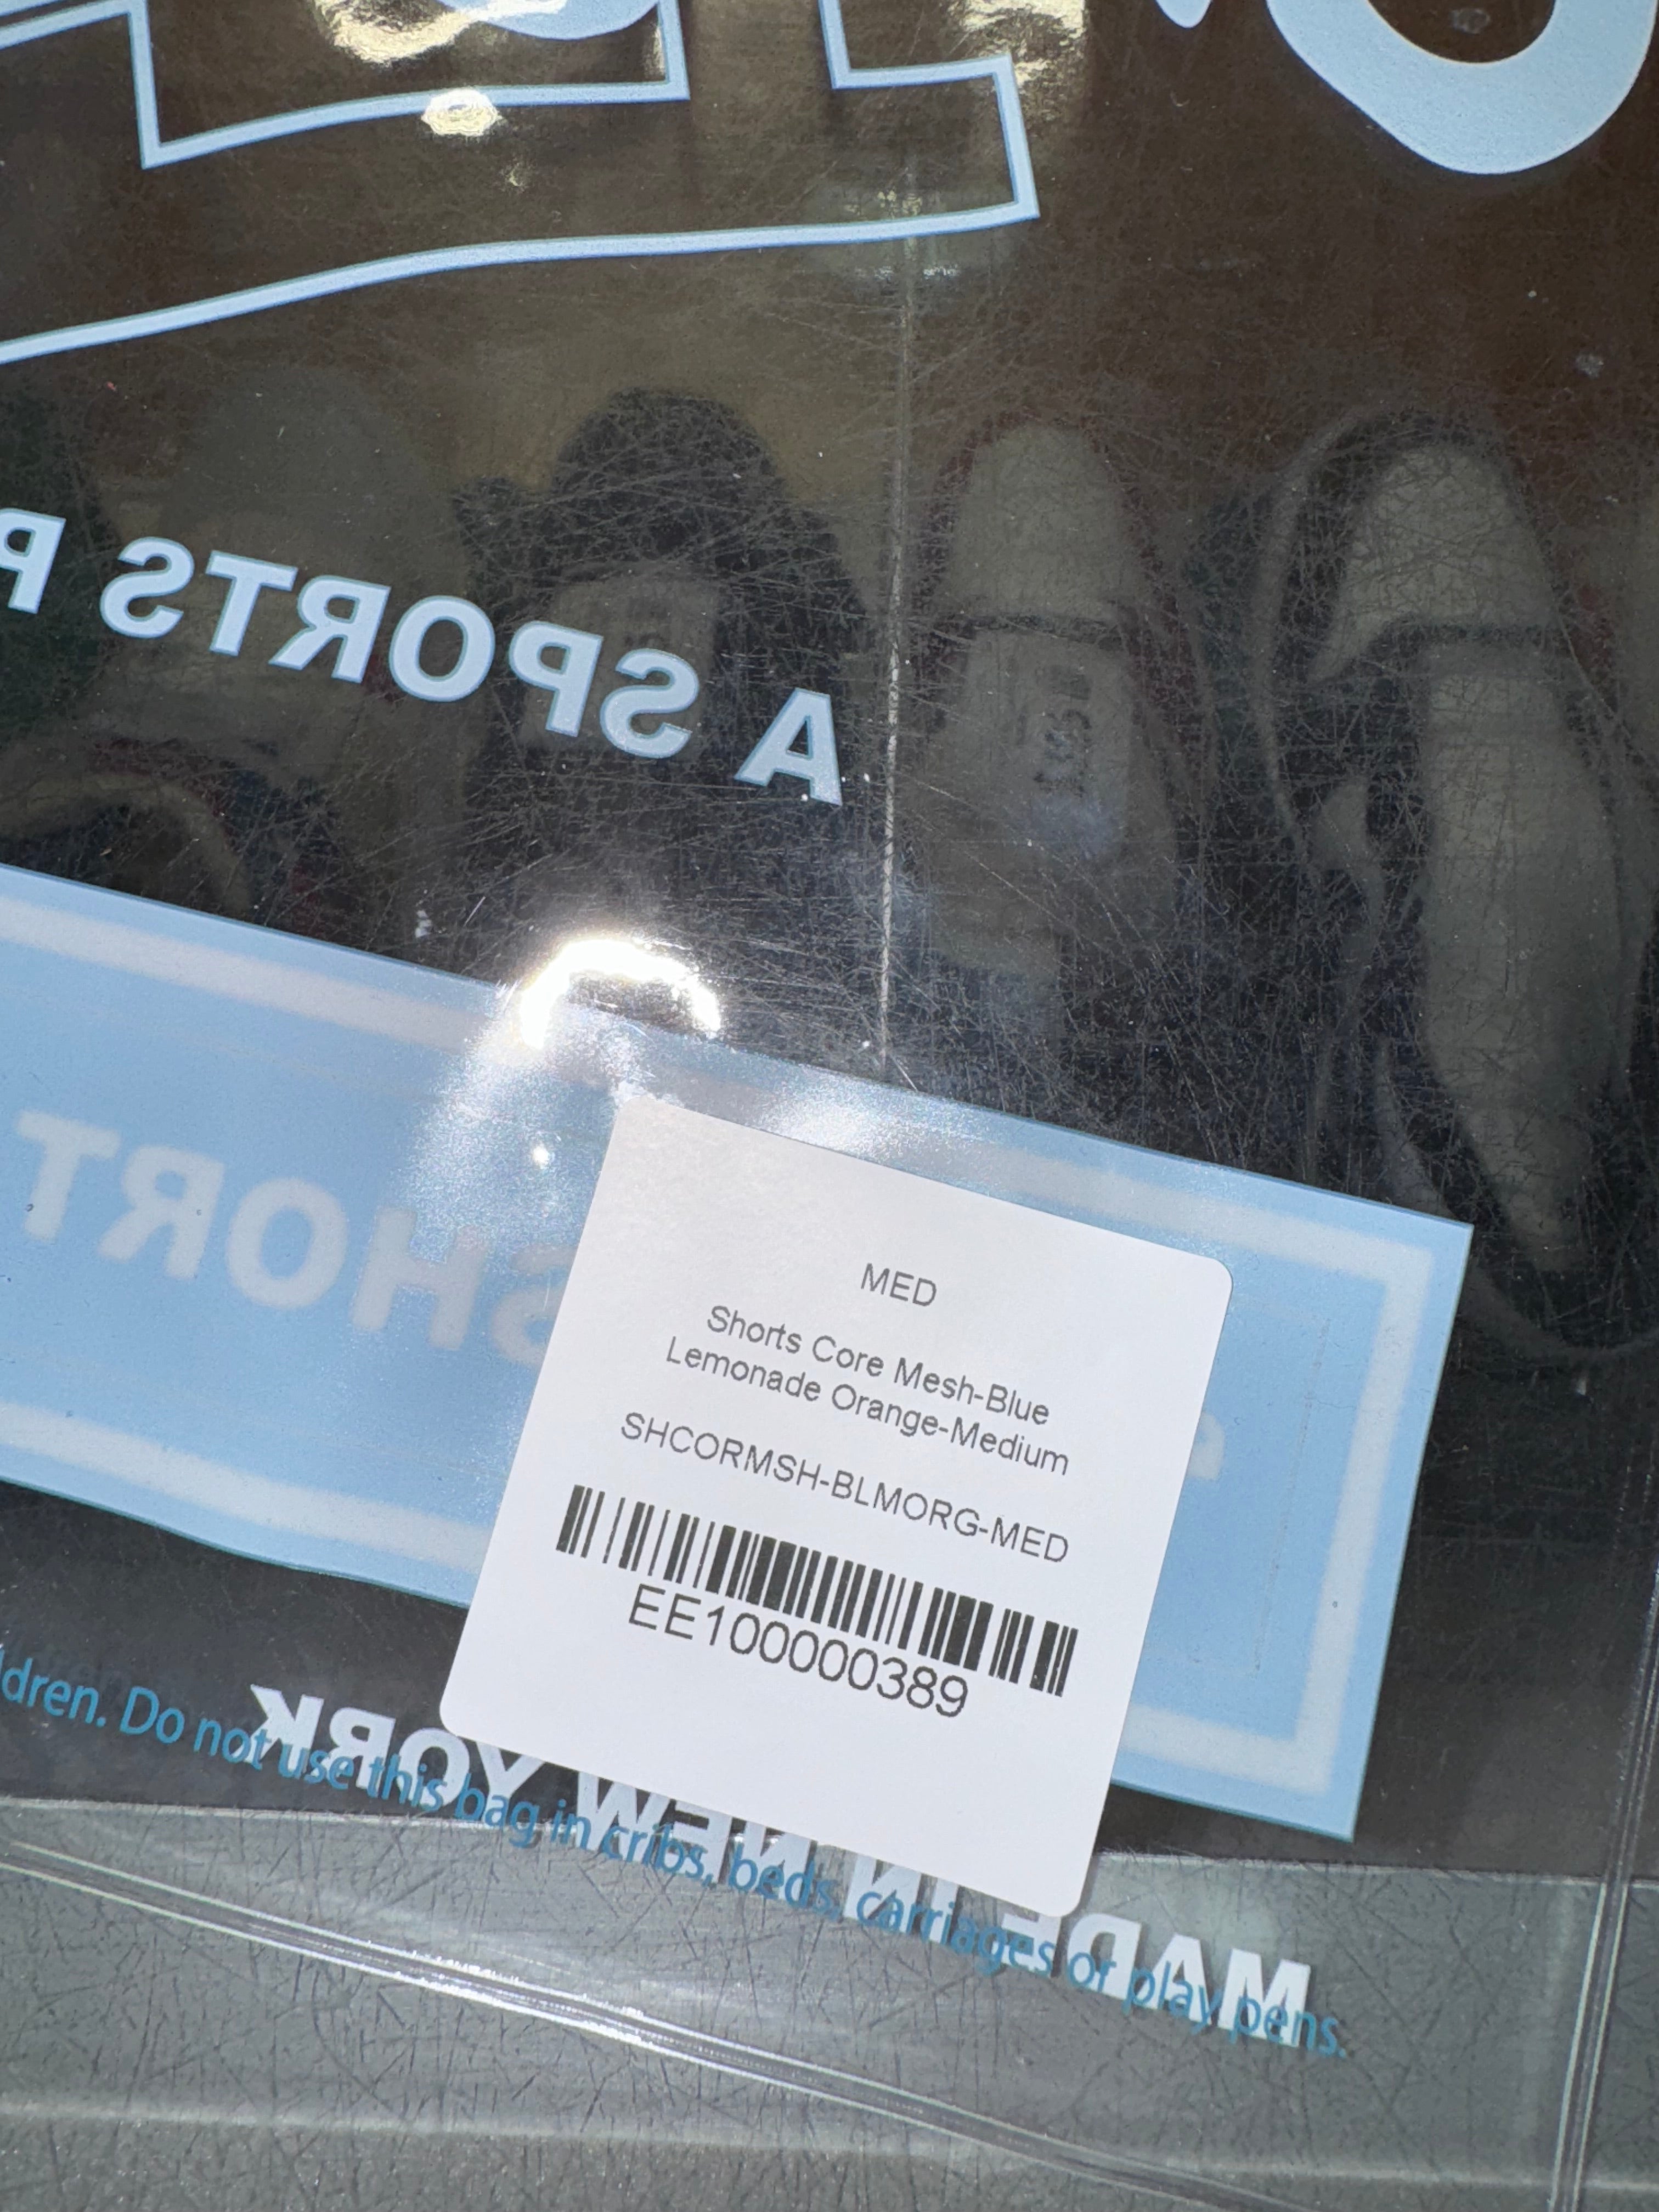 A SPORTS P
SHORT
MED
Shorts Core Mesh-Blue
Lemonade Orange-Medium
SHCORMSH-BLMORG-MED
EE100000389
MADE IN NEW YORK
dren. Do not use this bag in cribs, beds, carriages or play pens.